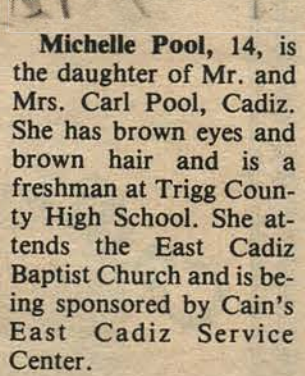 Michelle Pool, 14, is
the daughter of Mr. and
Mrs. Carl Pool, Cadiz.
She has brown eyes and
brown hair and is a
freshman at Trigg Coun-
ty High School. She at-
tends the East Cadiz
Baptist Church and is be-
ing sponsored by Cain's
East Cadiz Service
Center.